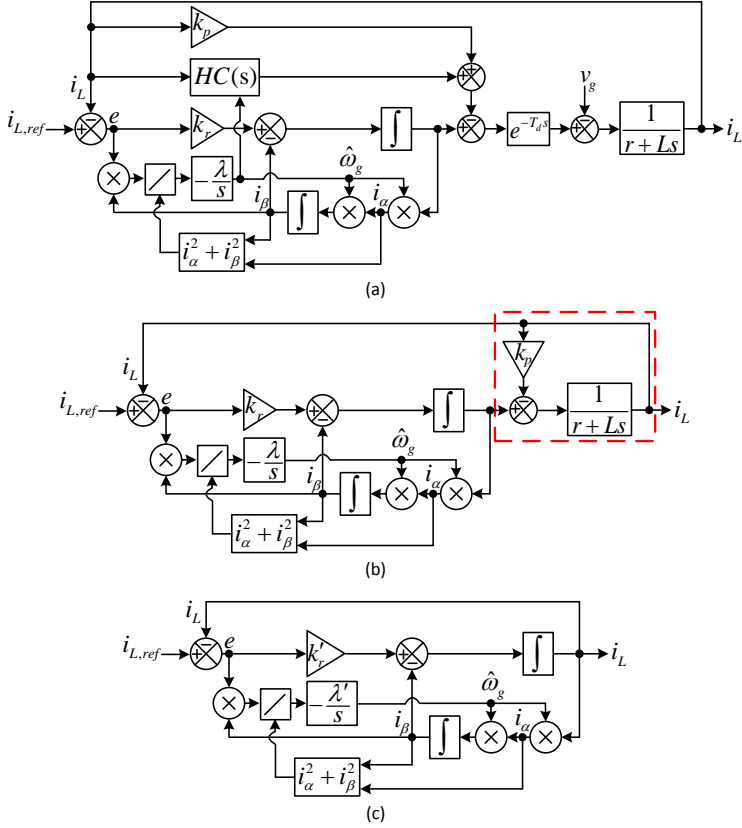 k_p
i_L
HC(s)
v_g
i_{L,ref}
e
k_r
∫
e^{-T_d s}
1/(r + Ls)
i_L
× / -λ/s
ω̂_g
i_β ∫ × i_α ×
i_α^2 + i_β^2
(a)
i_L
k_p
i_{L,ref}
e
k_r
∫
1/(r + Ls)
i_L
× / -λ/s
ω̂_g
i_β ∫ × i_α ×
i_α^2 + i_β^2
(b)
i_L
i_{L,ref}
e
k'_r
∫
i_L
× / -λ'/s
ω̂_g
i_β ∫ × i_α ×
i_α^2 + i_β^2
(c)